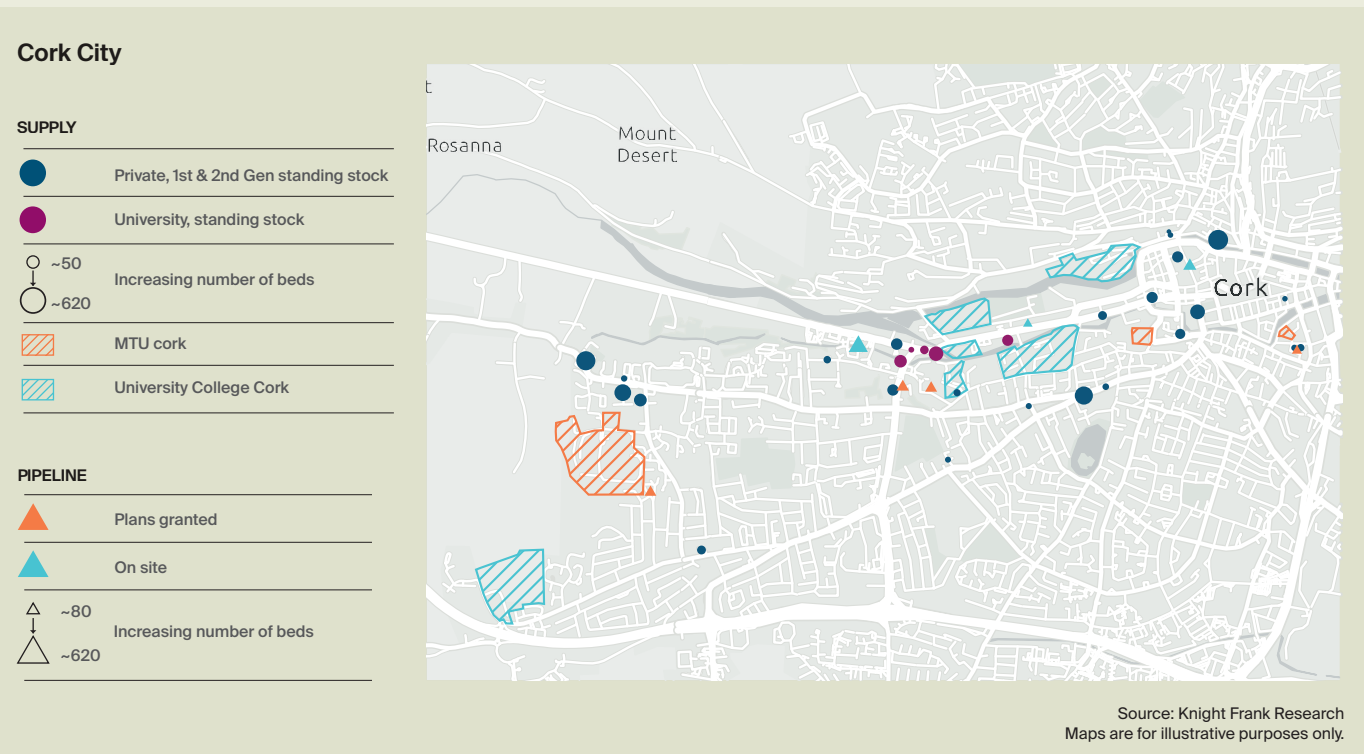 Cork City
SUPPLY
Private, 1st & 2nd Gen standing stock
University, standing stock
~50
Increasing number of beds
~620
MTU cork
University College Cork
PIPELINE
Plans granted
On site
~80
Increasing number of beds
~620
t
Rosanna
Mount
Desert
Cork
Source: Knight Frank Research
Maps are for illustrative purposes only.